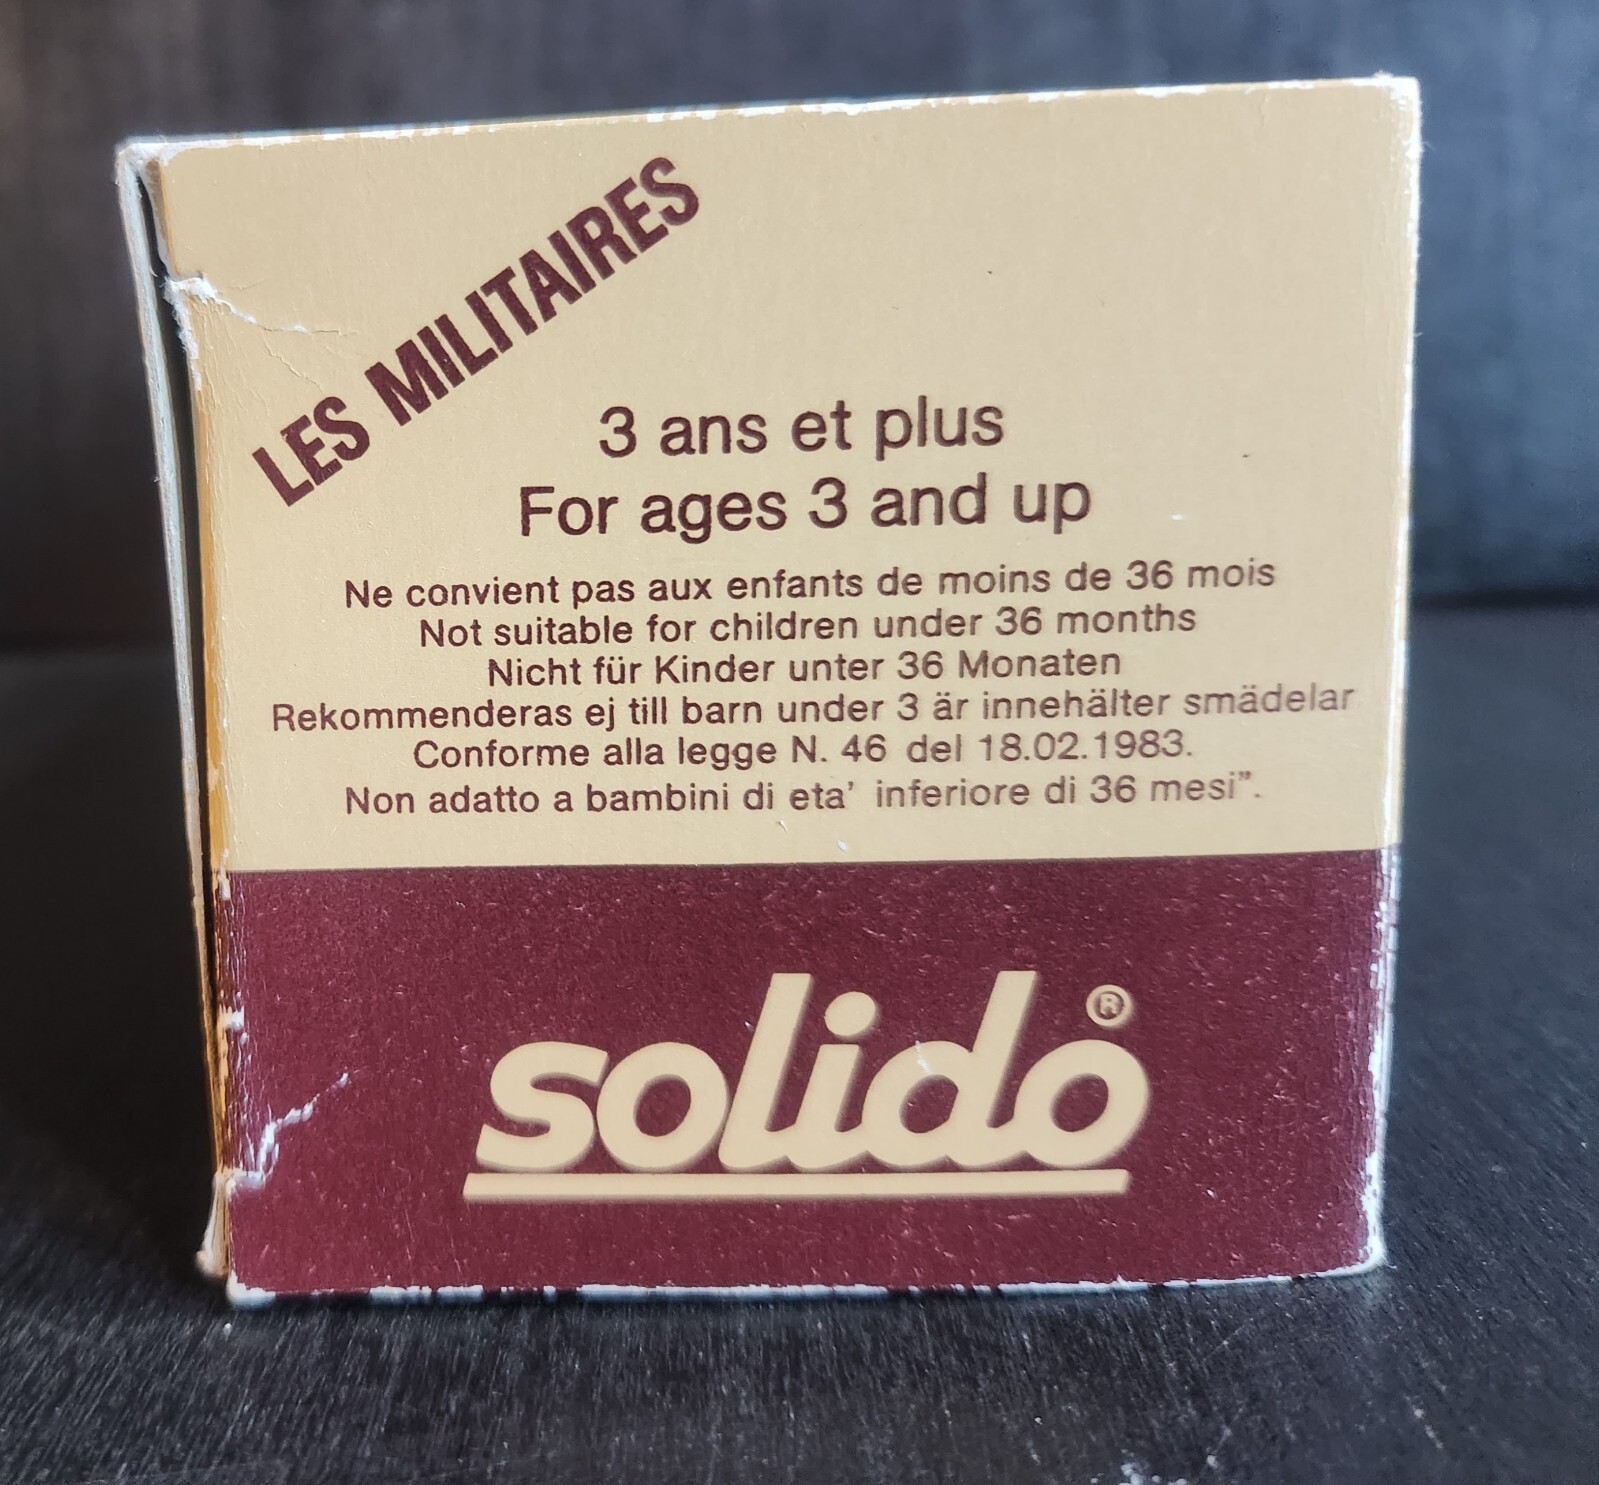 LES MILITAIRES
3 ans et plus
For ages 3 and up
Ne convient pas aux enfants de moins de 36 mois
Not suitable for children under 36 months
Nicht für Kinder unter 36 Monaten
Rekommenderas ej till barn under 3 är innehälter smädelar
Conforme alla legge N. 46 del 18.02.1983.
Non adatto a bambini di eta' inferiore di 36 mesi”.
solido®